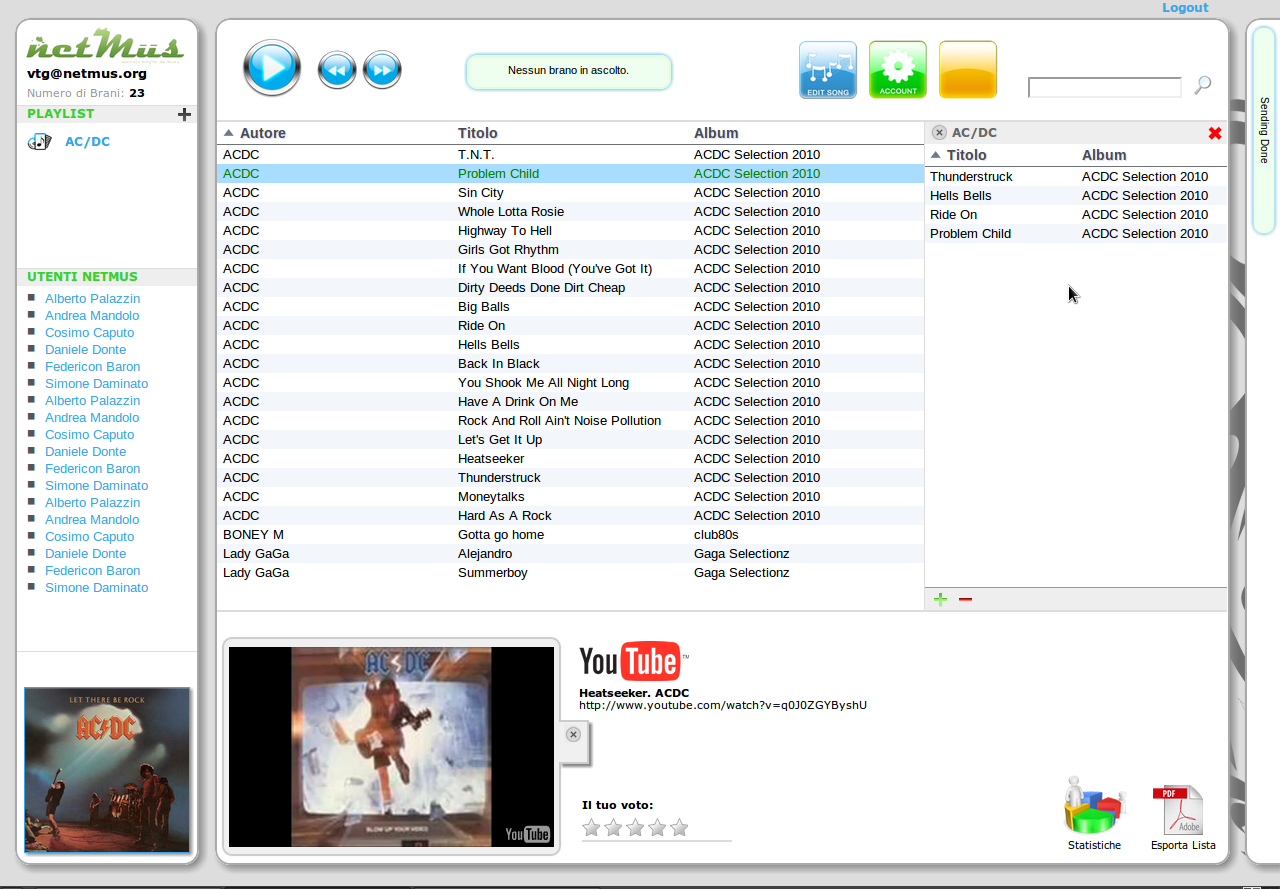 Logout
netMus
vtg@netmus.org
Numero di Brani: 23
PLAYLIST
AC/DC
UTENTI NETMUS
Alberto Palazzin
Andrea Mandolo
Cosimo Caputo
Daniele Donte
Federicon Baron
Simone Daminato
Alberto Palazzin
Andrea Mandolo
Cosimo Caputo
Daniele Donte
Federicon Baron
Simone Daminato
Alberto Palazzin
Andrea Mandolo
Cosimo Caputo
Daniele Donte
Federicon Baron
Simone Daminato
LET THERE BE ROCK
AC/DC
Nessun brano in ascolto.
EDIT SONG
ACCOUNT
Autore Titolo Album
ACDC T.N.T. ACDC Selection 2010
ACDC Problem Child ACDC Selection 2010
ACDC Sin City ACDC Selection 2010
ACDC Whole Lotta Rosie ACDC Selection 2010
ACDC Highway To Hell ACDC Selection 2010
ACDC Girls Got Rhythm ACDC Selection 2010
ACDC If You Want Blood (You've Got It) ACDC Selection 2010
ACDC Dirty Deeds Done Dirt Cheap ACDC Selection 2010
ACDC Big Balls ACDC Selection 2010
ACDC Ride On ACDC Selection 2010
ACDC Hells Bells ACDC Selection 2010
ACDC Back In Black ACDC Selection 2010
ACDC You Shook Me All Night Long ACDC Selection 2010
ACDC Have A Drink On Me ACDC Selection 2010
ACDC Rock And Roll Ain't Noise Pollution ACDC Selection 2010
ACDC Let's Get It Up ACDC Selection 2010
ACDC Heatseeker ACDC Selection 2010
ACDC Thunderstruck ACDC Selection 2010
ACDC Moneytalks ACDC Selection 2010
ACDC Hard As A Rock ACDC Selection 2010
BONEY M Gotta go home club80s
Lady GaGa Alejandro Gaga Selectionz
Lady GaGa Summerboy Gaga Selectionz
AC/DC
Titolo Album
Thunderstruck ACDC Selection 2010
Hells Bells ACDC Selection 2010
Ride On ACDC Selection 2010
Problem Child ACDC Selection 2010
Sending Done
AC/DC
BLOW UP YOUR VIDEO
YouTube
YouTube™
Heatseeker. ACDC
http://www.youtube.com/watch?v=q0J0ZGYByshU
Il tuo voto:
Statistiche
PDF
Adobe
Esporta Lista